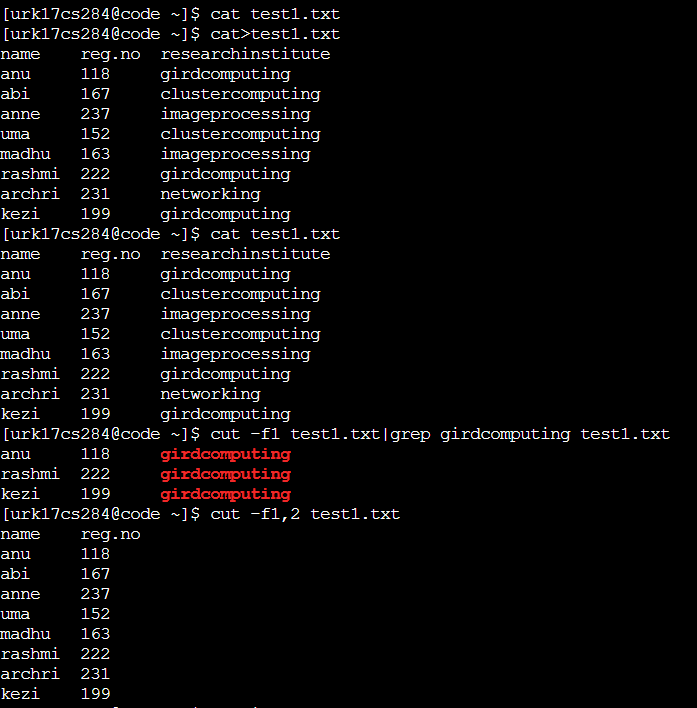 [urk17cs284@code ~]$ cat test1.txt
[urk17cs284@code ~]$ cat>test1.txt
name    reg.no  researchinstitute
anu     118     girdcomputing
abi     167     clustercomputing
anne    237     imageprocessing
uma     152     clustercomputing
madhu   163     imageprocessing
rashmi  222     girdcomputing
archri  231     networking
kezi    199     girdcomputing
[urk17cs284@code ~]$ cat test1.txt
name    reg.no  researchinstitute
anu     118     girdcomputing
abi     167     clustercomputing
anne    237     imageprocessing
uma     152     clustercomputing
madhu   163     imageprocessing
rashmi  222     girdcomputing
archri  231     networking
kezi    199     girdcomputing
[urk17cs284@code ~]$ cut -f1 test1.txt|grep girdcomputing test1.txt
anu     118     girdcomputing
rashmi  222     girdcomputing
kezi    199     girdcomputing
[urk17cs284@code ~]$ cut -f1,2 test1.txt
name    reg.no
anu     118
abi     167
anne    237
uma     152
madhu   163
rashmi  222
archri  231
kezi    199